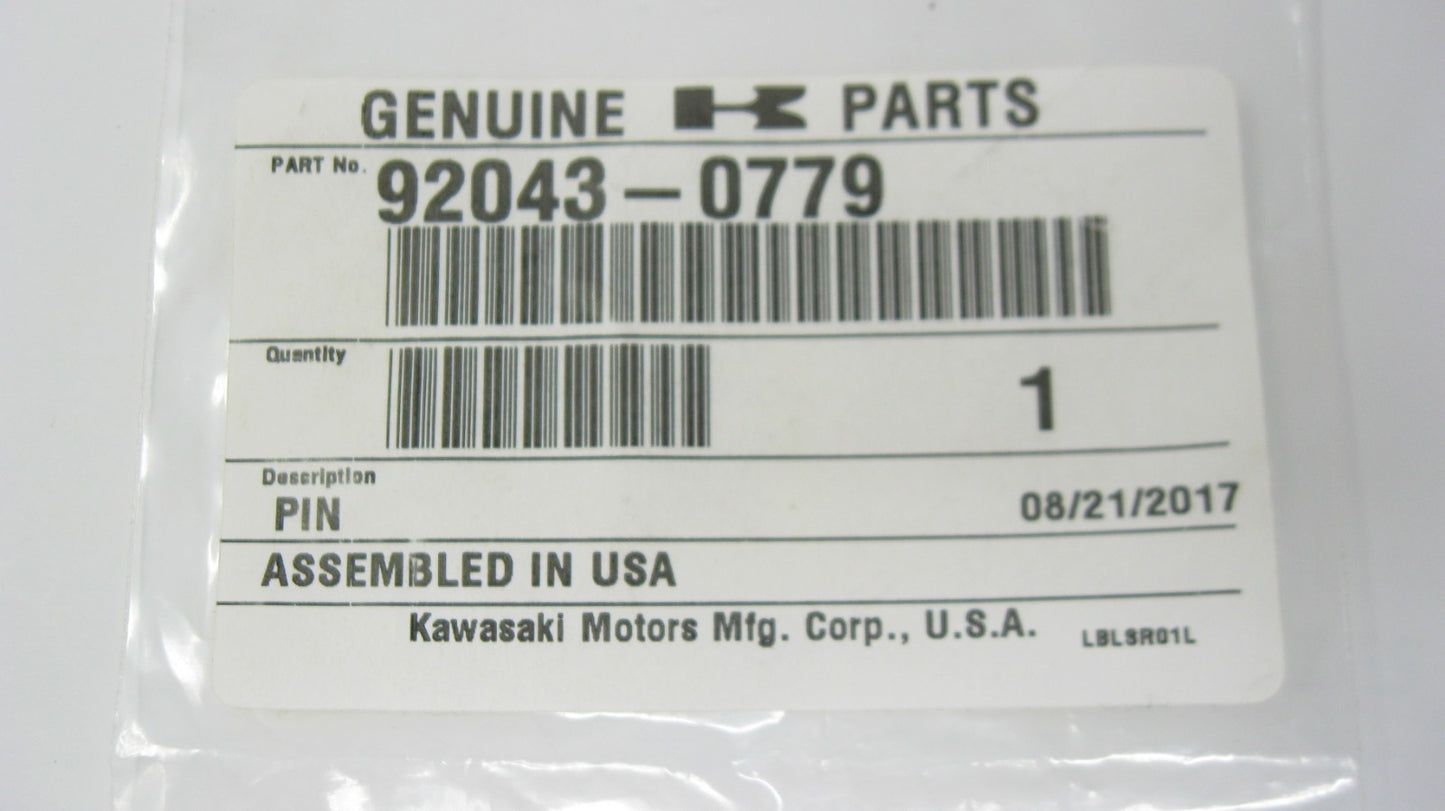 GENUINE K PARTS
PART No. 92043-0779
Quantity 1
Description
PIN 08/21/2017
ASSEMBLED IN USA
Kawasaki Motors Mfg. Corp., U.S.A. LBLSR01L